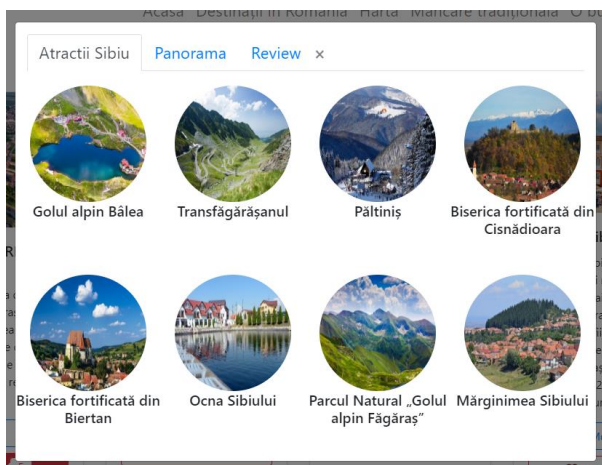 Acasă Destinații în România Harta Mâncare tradițională O
Atractii Sibiu Panorama Review ×
Golul alpin Bâlea Transfăgărășanul Păltiniș Biserica fortificată din
Cisnădioara
Biserica fortificată din Ocna Sibiului Parcul Natural „Golul Mărginimea Sibiului
Biertan alpin Făgăraș”